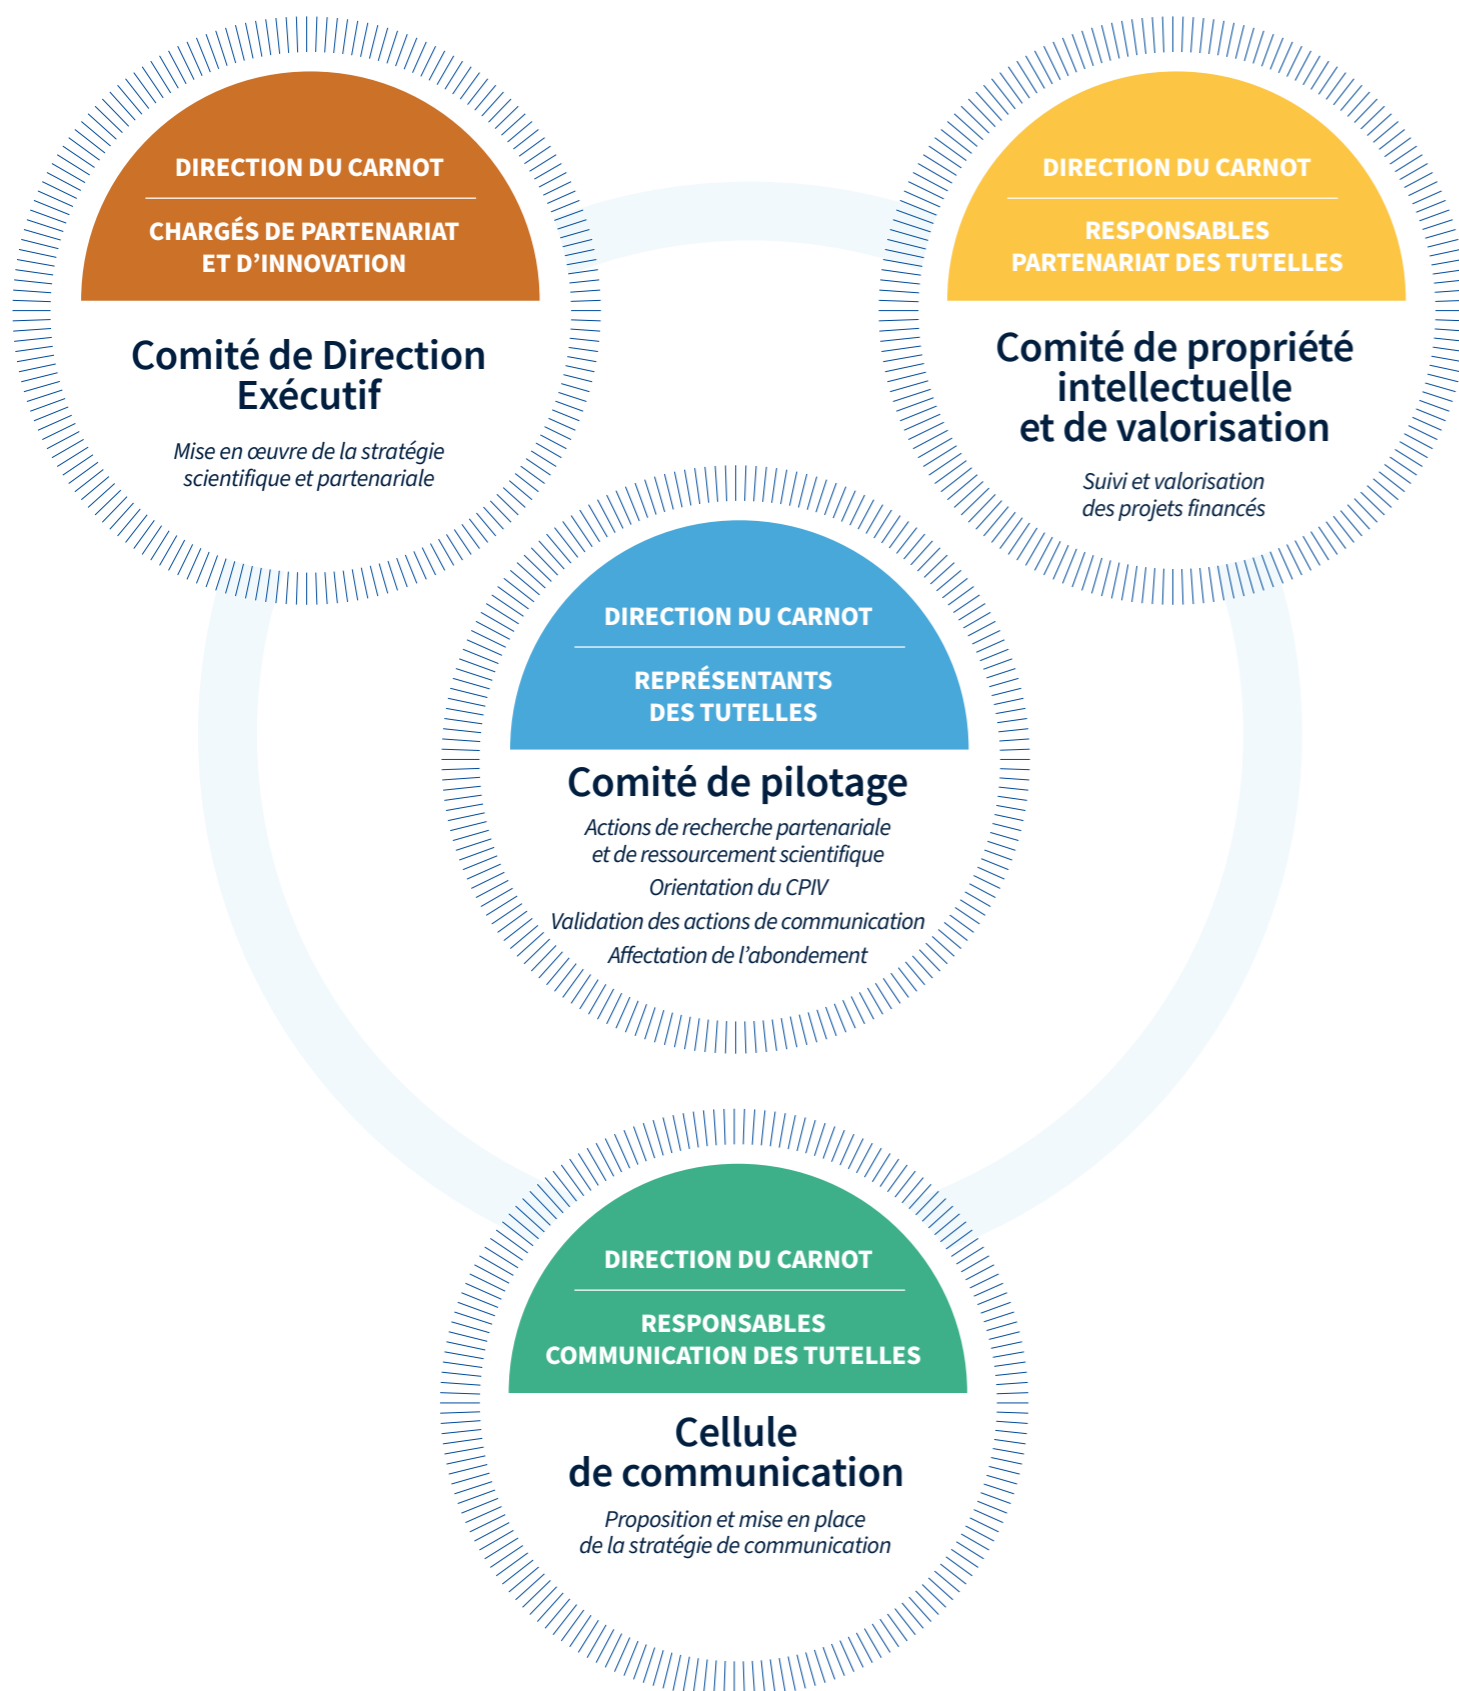 DIRECTION DU CARNOT
CHARGÉS DE PARTENARIAT
ET D’INNOVATION
Comité de Direction
Exécutif
Mise en œuvre de la stratégie
scientifique et partenariale
DIRECTION DU CARNOT
RESPONSABLES
PARTENARIAT DES TUTELLES
Comité de propriété
intellectuelle
et de valorisation
Suivi et valorisation
des projets financés
DIRECTION DU CARNOT
REPRÉSENTANTS
DES TUTELLES
Comité de pilotage
Actions de recherche partenariale
et de ressourcement scientifique
Orientation du CPIV
Validation des actions de communication
Affectation de l’abondement
DIRECTION DU CARNOT
RESPONSABLES
COMMUNICATION DES TUTELLES
Cellule
de communication
Proposition et mise en place
de la stratégie de communication